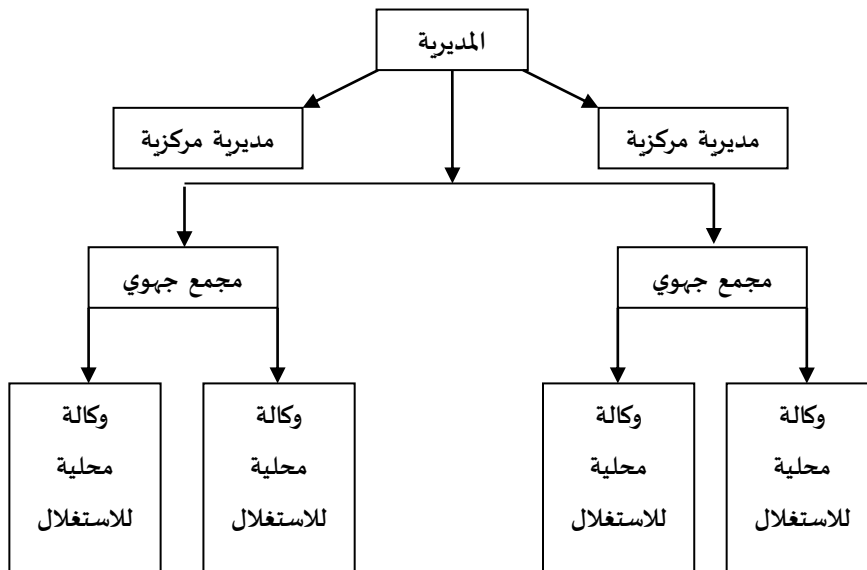 المديرية
مديرية مركزية
مديرية مركزية
مجمع جهوي
مجمع جهوي
وكالة
محلية
للاستغلال
وكالة
محلية
للاستغلال
وكالة
محلية
للاستغلال
وكالة
محلية
للاستغلال